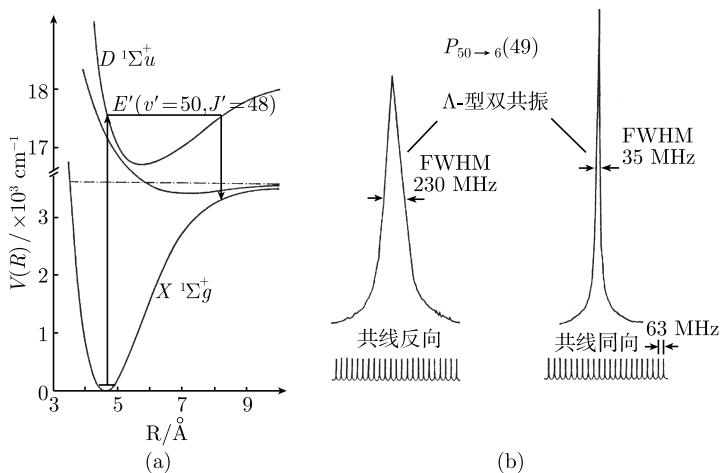 (a)
D ¹Σu⁺
E′(v′=50,J′=48)
X ¹Σg⁺
V(R)/×10³ cm⁻¹
18
17
3
2
1
0
3
5
7
9
R/Å
(a)
P₅₀→₆(49)
Λ-型双共振
FWHM
230 MHz
FWHM
35 MHz
共线反向
共线同向
63 MHz
(b)